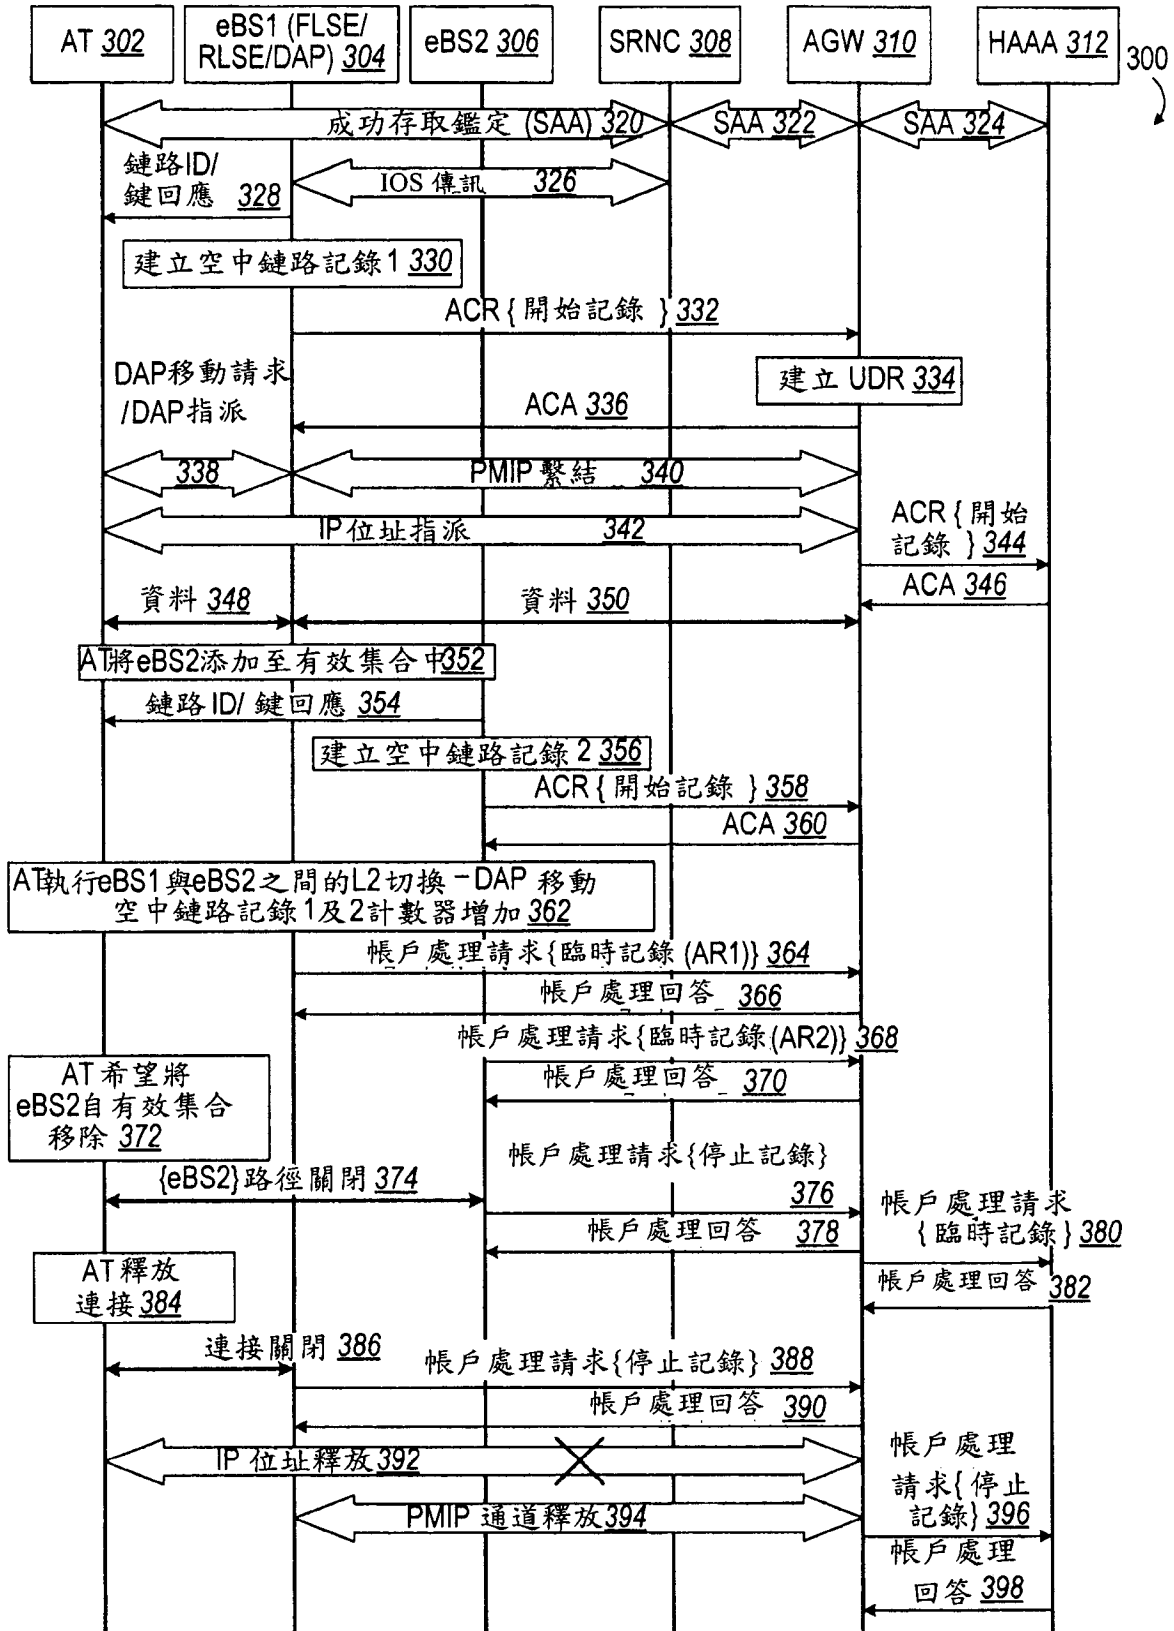 AT 302
eBS1 (FLSE/
RLSE/DAP) 304
eBS2 306
SRNC 308
AGW 310
HAAA 312
300
成功存取鑑定 (SAA) 320
SAA 322
SAA 324
鏈路ID/
鍵回應 328
IOS 傳訊 326
建立空中鏈路記錄1 330
ACR { 開始記錄 } 332
建立 UDR 334
DAP移動請求
/DAP指派
ACA 336
338
PMIP 繫結 340
IP 位址指派 342
ACR { 開始
記錄 } 344
ACA 346
資料 348
資料 350
AT將eBS2添加至有效集合中352
鏈路 ID/ 鍵回應 354
建立空中鏈路記錄 2 356
ACR { 開始記錄 } 358
ACA 360
AT執行eBS1與eBS2之間的L2切換 –DAP 移動
空中鏈路記錄1及2計數器增加362
帳戶處理請求{臨時記錄 (AR1)} 364
帳戶處理回答 366
帳戶處理請求{臨時記錄(AR2)} 368
帳戶處理回答 370
AT希望將
eBS2自有效集合
移除 372
{eBS2}路徑關閉 374
帳戶處理請求{停止記錄}
376
帳戶處理回答 378
帳戶處理請求
{臨時記錄} 380
帳戶處理回答 382
AT釋放
連接384
連接關閉 386
帳戶處理請求{停止記錄} 388
帳戶處理回答 390
IP 位址釋放392
PMIP 通道釋放394
帳戶處理
請求{停止
記錄} 396
帳戶處理
回答 398